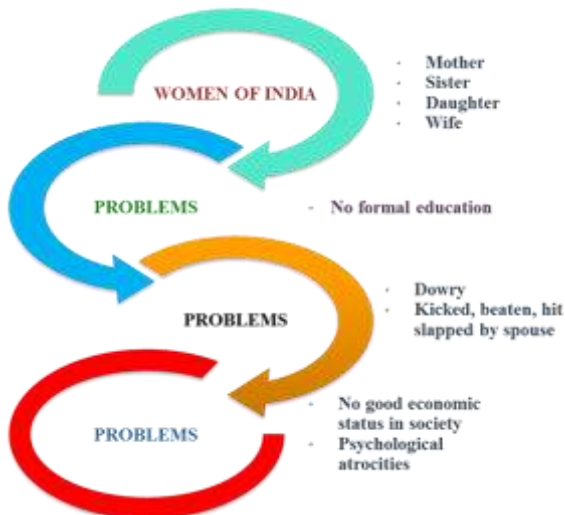 WOMEN OF INDIA
· Mother
· Sister
· Daughter
· Wife
PROBLEMS
· No formal education
PROBLEMS
· Dowry
· Kicked, beaten, hit
slapped by spouse
PROBLEMS
· No good economic
status in society
· Psychological
atrocities